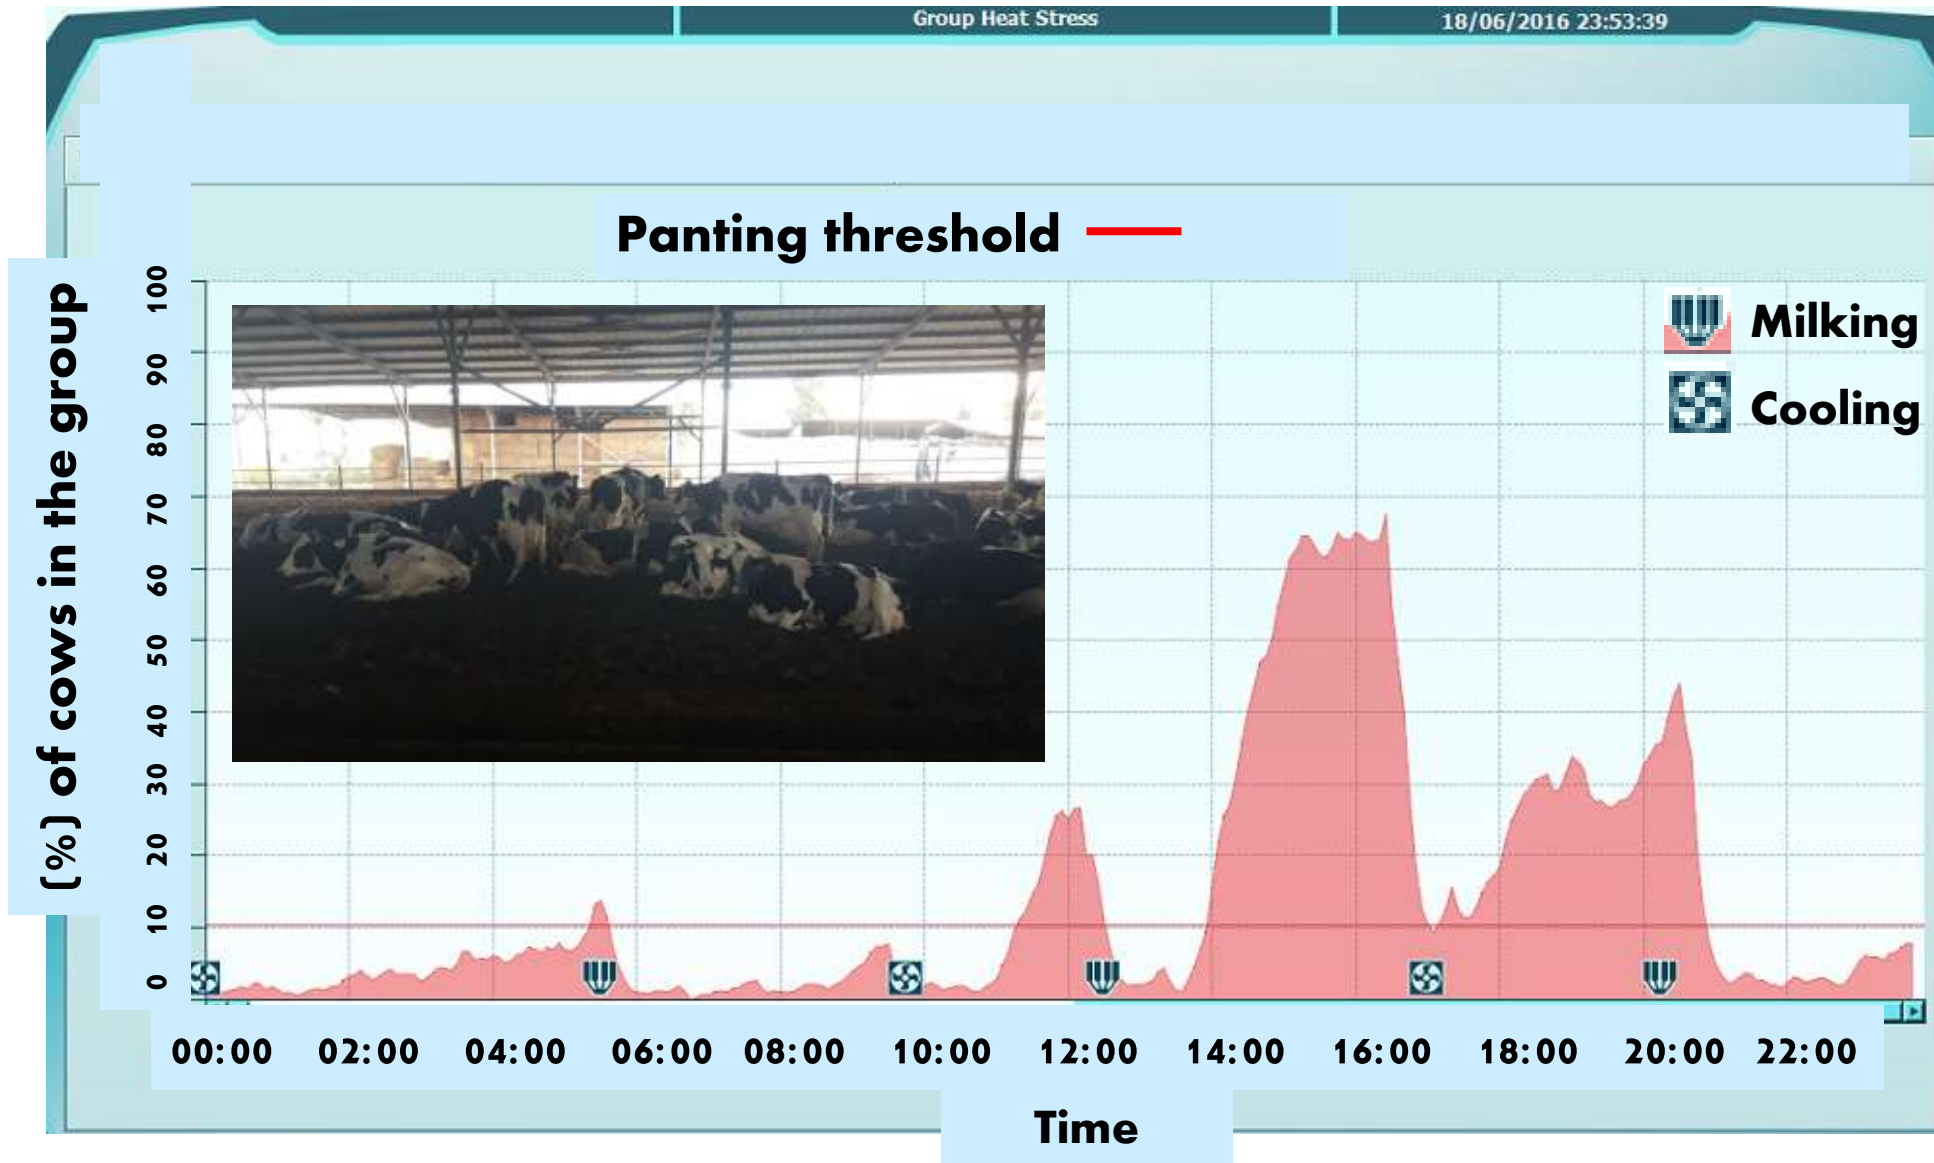 Group Heat Stress
18/06/2016 23:53:39
Panting threshold
(%) of cows in the group
100
90
80
70
60
50
40
30
20
10
0
Milking
Cooling
00:00 02:00 04:00 06:00 08:00 10:00 12:00 14:00 16:00 18:00 20:00 22:00
Time